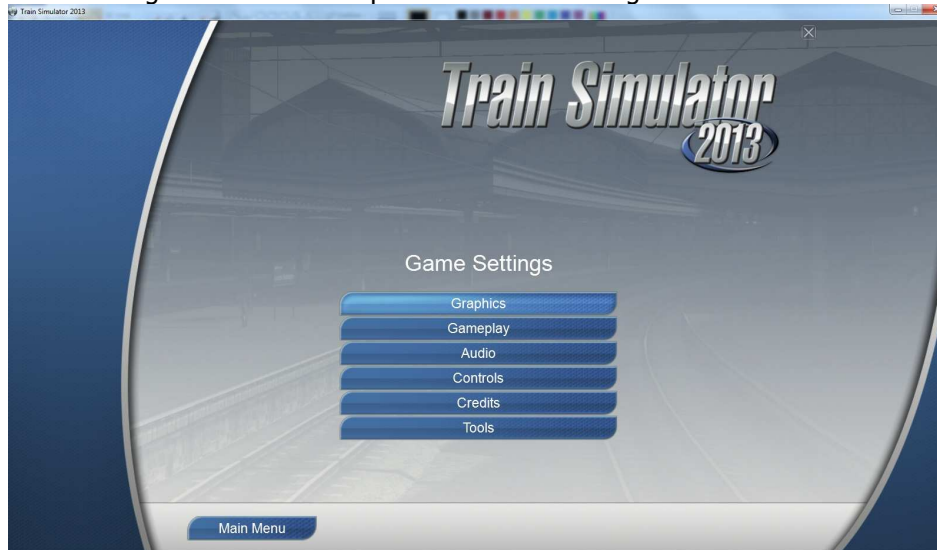 Train Simulator 2013
Train Simulator
2013
Game Settings
Graphics
Gameplay
Audio
Controls
Credits
Tools
Main Menu